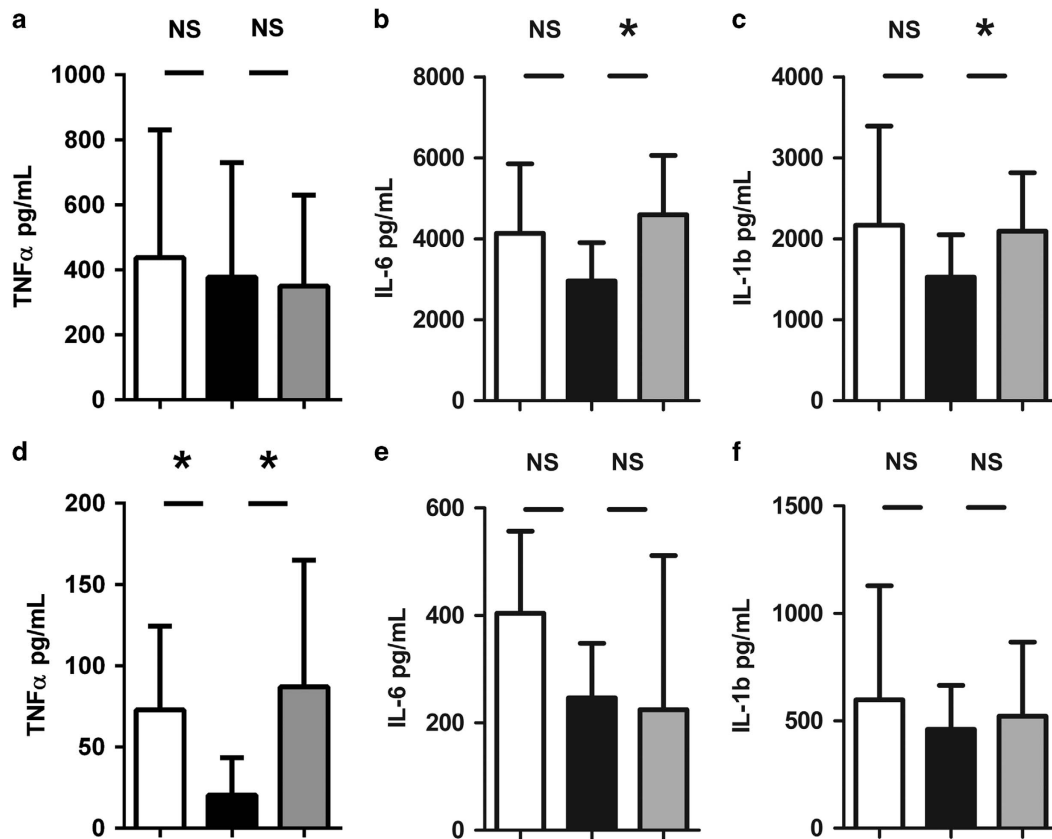 a
NS NS
1000
800
600
400
200
0
TNFα pg/mL
b
NS *
8000
6000
4000
2000
0
IL-6 pg/mL
c
NS *
4000
3000
2000
1000
0
IL-1b pg/mL
d
* *
200
150
100
50
0
TNFα pg/mL
e
NS NS
600
400
200
0
IL-6 pg/mL
f
NS NS
1500
1000
500
0
IL-1b pg/mL